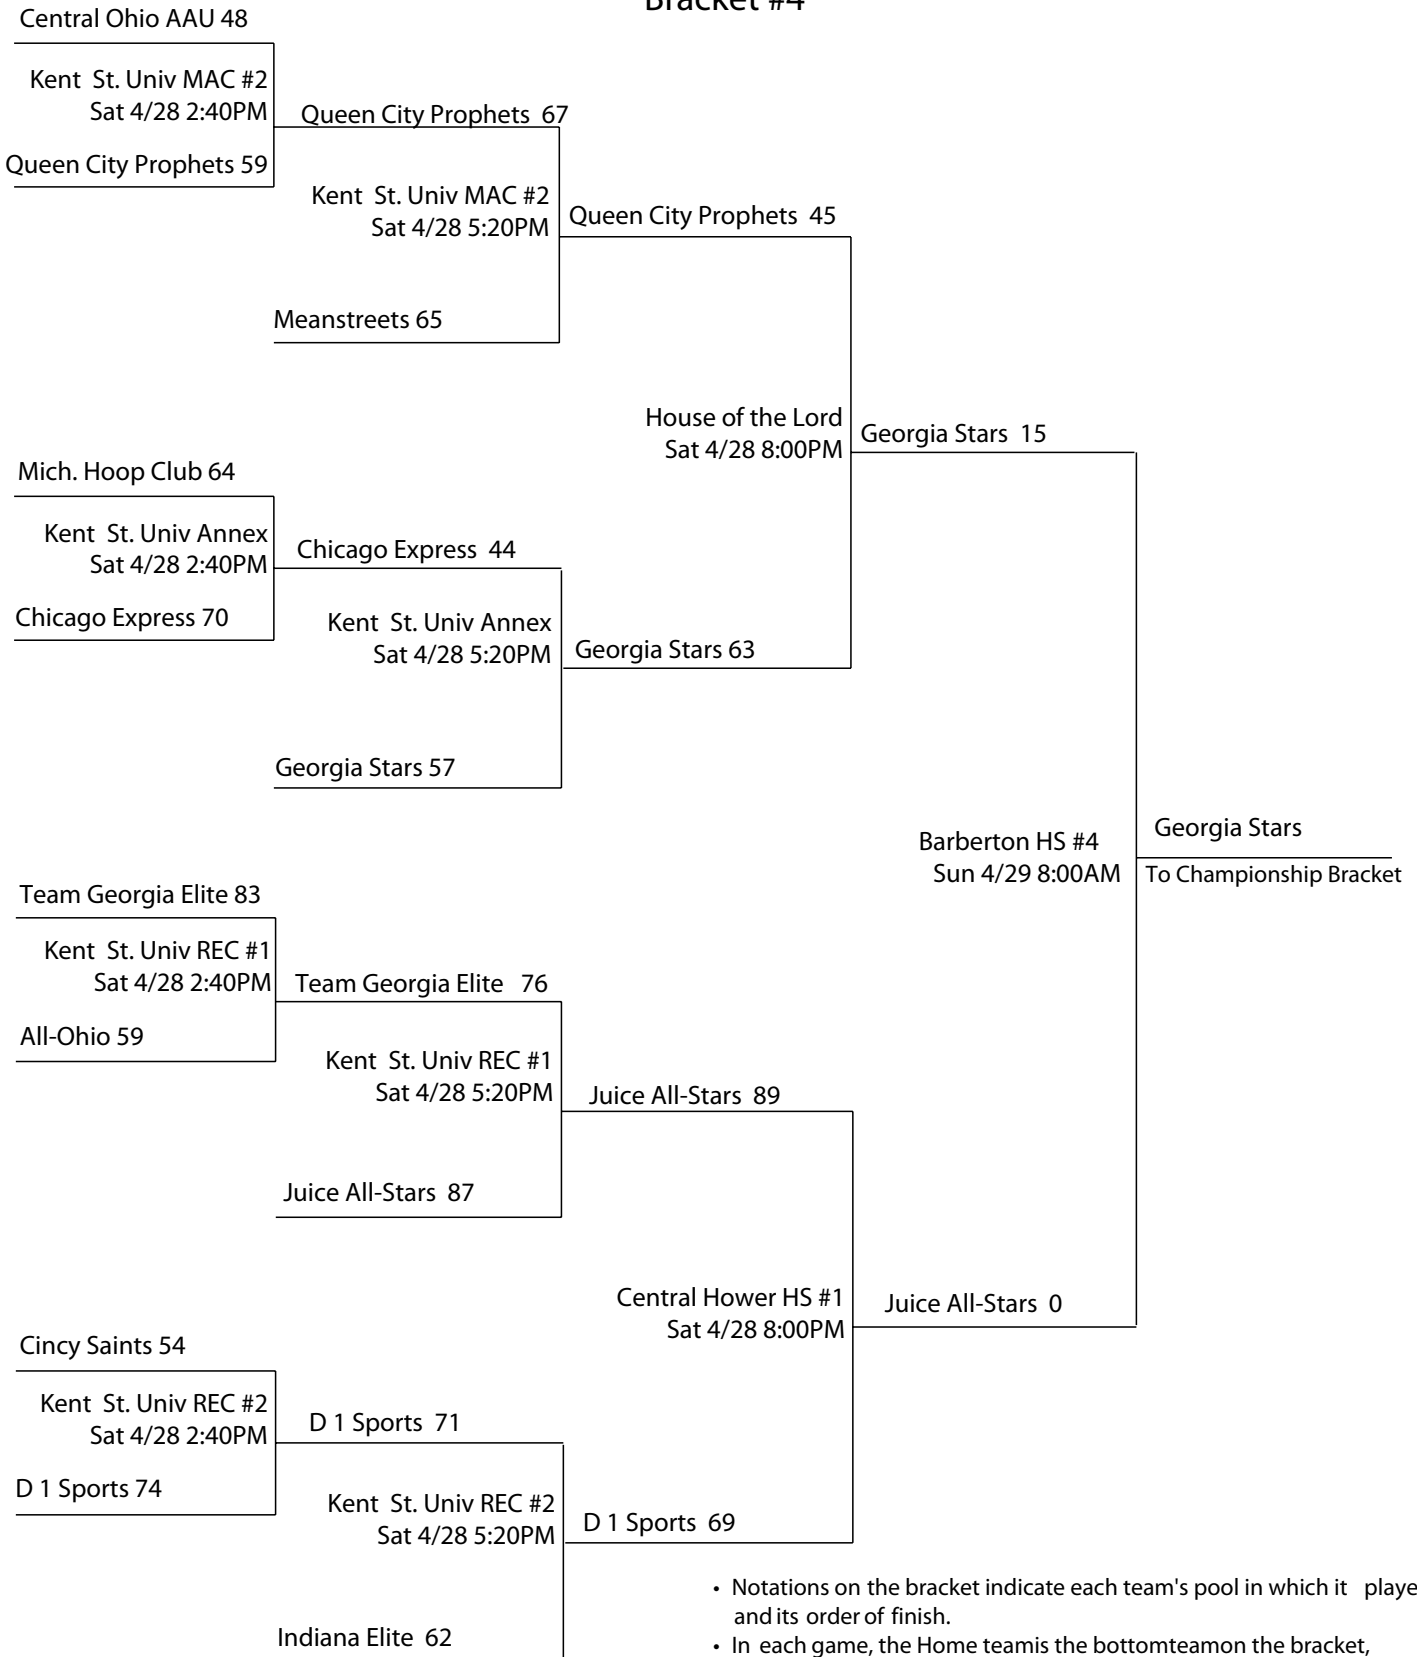 Bracket #4
Central Ohio AAU 48
Kent St. Univ MAC #2
Sat 4/28 2:40PM
Queen City Prophets 67
Queen City Prophets 59
Kent St. Univ MAC #2
Sat 4/28 5:20PM
Queen City Prophets 45
Meanstreets 65
House of the Lord
Sat 4/28 8:00PM
Georgia Stars 15
Mich. Hoop Club 64
Kent St. Univ Annex
Sat 4/28 2:40PM
Chicago Express 44
Chicago Express 70
Kent St. Univ Annex
Sat 4/28 5:20PM
Georgia Stars 63
Georgia Stars 57
Barberton HS #4
Sun 4/29 8:00AM
Georgia Stars
To Championship Bracket
Team Georgia Elite 83
Kent St. Univ REC #1
Sat 4/28 2:40PM
Team Georgia Elite 76
All-Ohio 59
Kent St. Univ REC #1
Sat 4/28 5:20PM
Juice All-Stars 89
Juice All-Stars 87
Central Hower HS #1
Sat 4/28 8:00PM
Juice All-Stars 0
Cincy Saints 54
Kent St. Univ REC #2
Sat 4/28 2:40PM
D 1 Sports 71
D 1 Sports 74
Kent St. Univ REC #2
Sat 4/28 5:20PM
D 1 Sports 69
Indiana Elite 62
• Notations on the bracket indicate each team's pool in which it playe
and its order of finish.
• In each game, the Home teamis the bottomteamon the bracket,